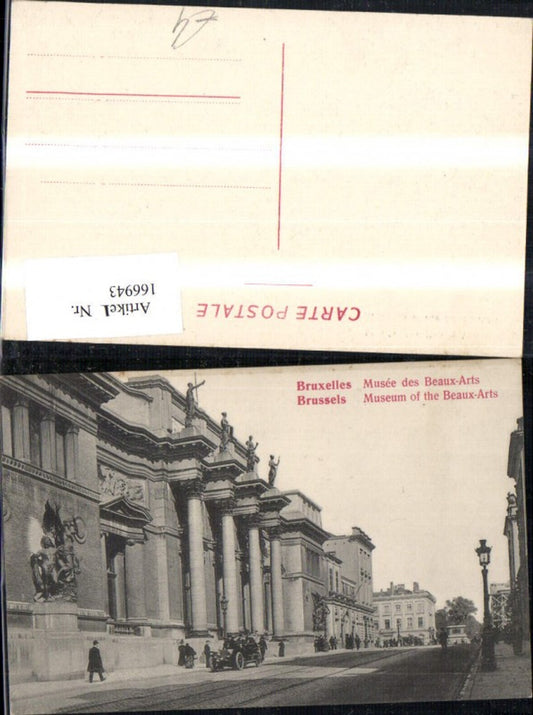 CARTE POSTALE
Artikel Nr.
166943
Bruxelles Musée des Beaux-Arts
Brussels Museum of the Beaux-Arts